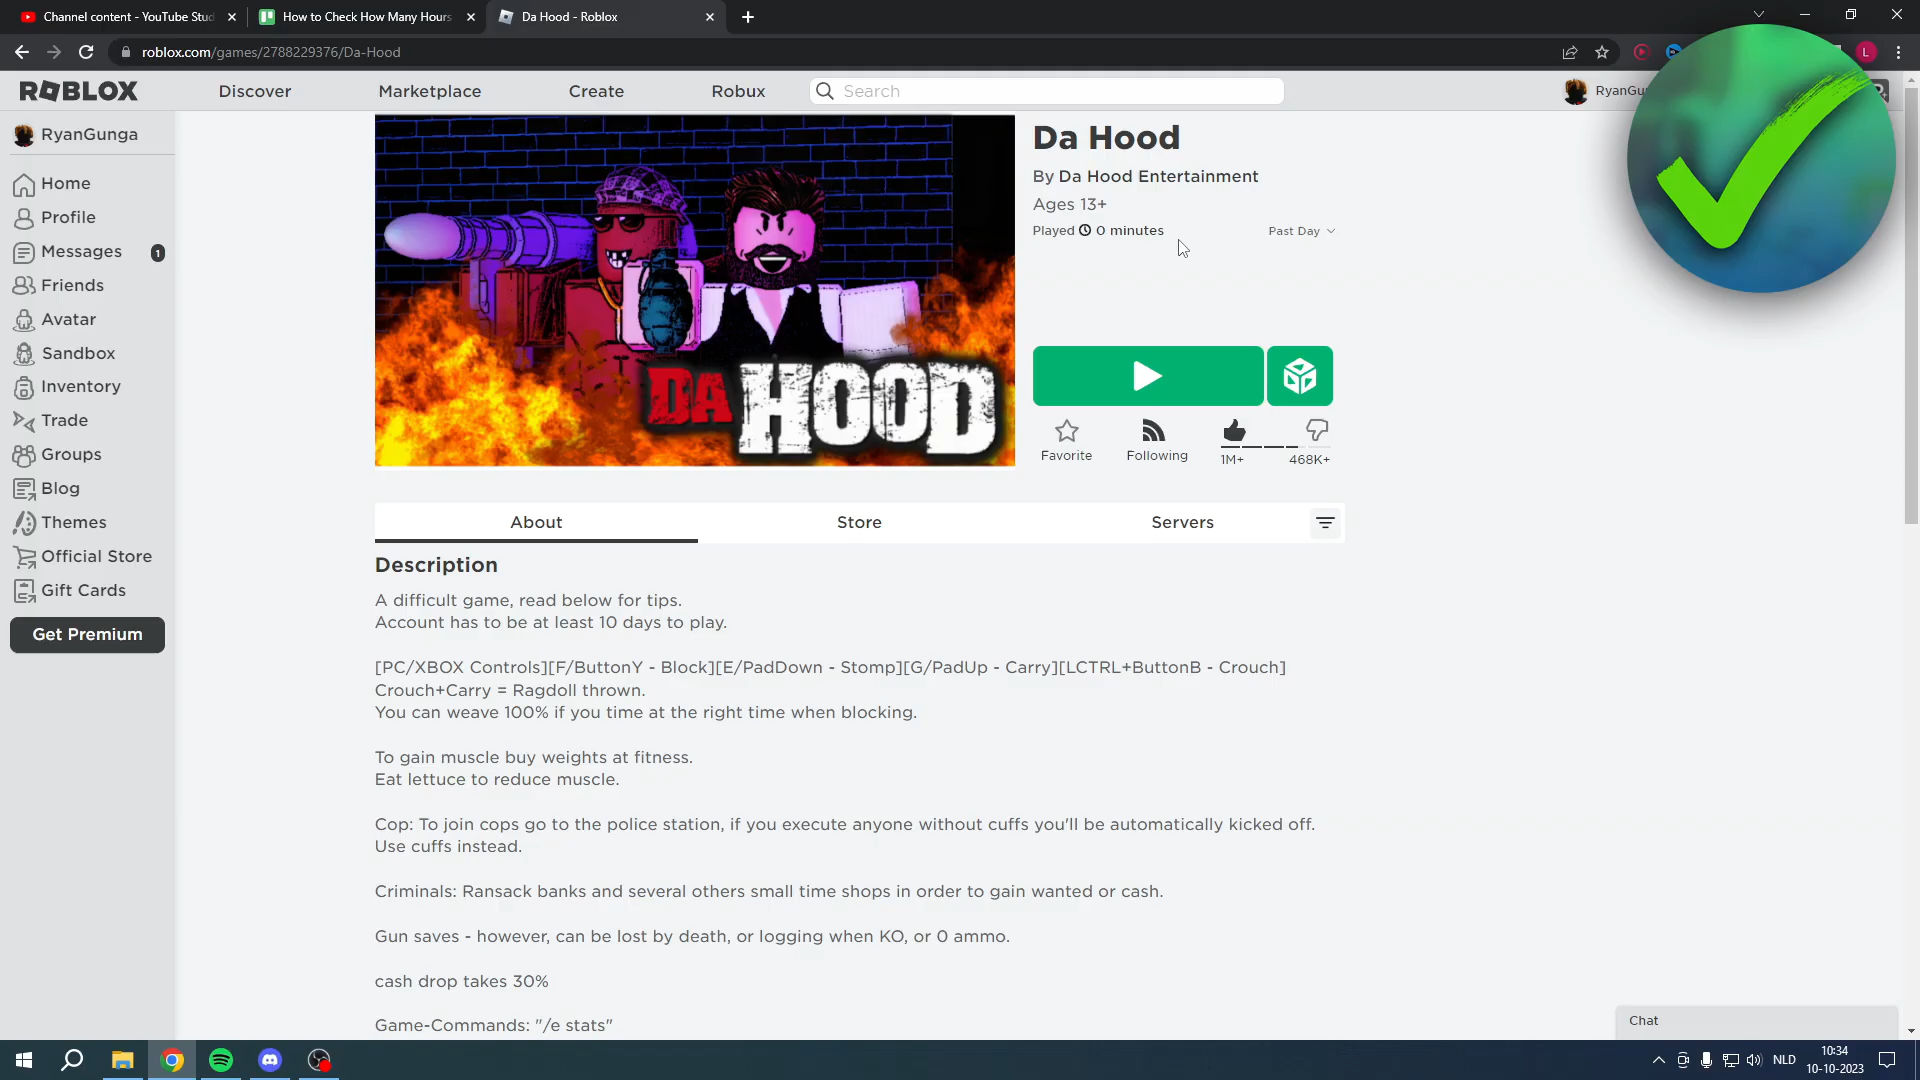 Channel content - YouTube Stud
How to Check How Many Hours
Da Hood - Roblox
roblox.com/games/2788229376/Da-Hood
L
ROBLOX
Discover
Marketplace
Create
Robux
Search
RyanGu
RyanGunga
Home
Profile
Messages
1
Friends
Avatar
Sandbox
Inventory
Trade
Groups
Blog
Themes
Official Store
Gift Cards
Get Premium
DA HOOD
Da Hood
By Da Hood Entertainment
Ages 13+
Played 0 minutes
Past Day
Favorite
Following
1M+
468K+
About
Store
Servers
Description
A difficult game, read below for tips.
Account has to be at least 10 days to play.
[PC/XBOX Controls][F/ButtonY - Block][E/PadDown - Stomp][G/PadUp - Carry][LCTRL+ButtonB - Crouch]
Crouch+Carry = Ragdoll thrown.
You can weave 100% if you time at the right time when blocking.
To gain muscle buy weights at fitness.
Eat lettuce to reduce muscle.
Cop: To join cops go to the police station, if you execute anyone without cuffs you'll be automatically kicked off.
Use cuffs instead.
Criminals: Ransack banks and several others small time shops in order to gain wanted or cash.
Gun saves - however, can be lost by death, or logging when KO, or 0 ammo.
cash drop takes 30%
Game-Commands: "/e stats"
Chat
NLD
10:34
10-10-2023